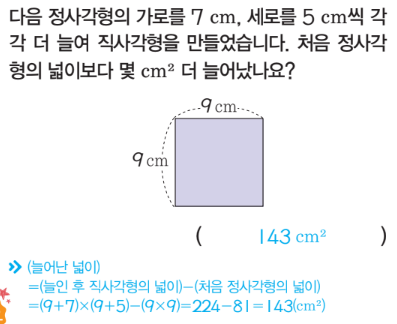 다음 정사각형의 가로를 7 cm, 세로를 5 cm씩 각
각 더 늘여 직사각형을 만들었습니다. 처음 정사각
형의 넓이보다 몇 cm² 더 늘어났나요?
9 cm
9 cm
( 143 cm² )
≫ (늘어난 넓이)
=(늘인 후 직사각형의 넓이)-(처음 정사각형의 넓이)
=(9+7)×(9+5)-(9×9)=224-81=143(cm²)